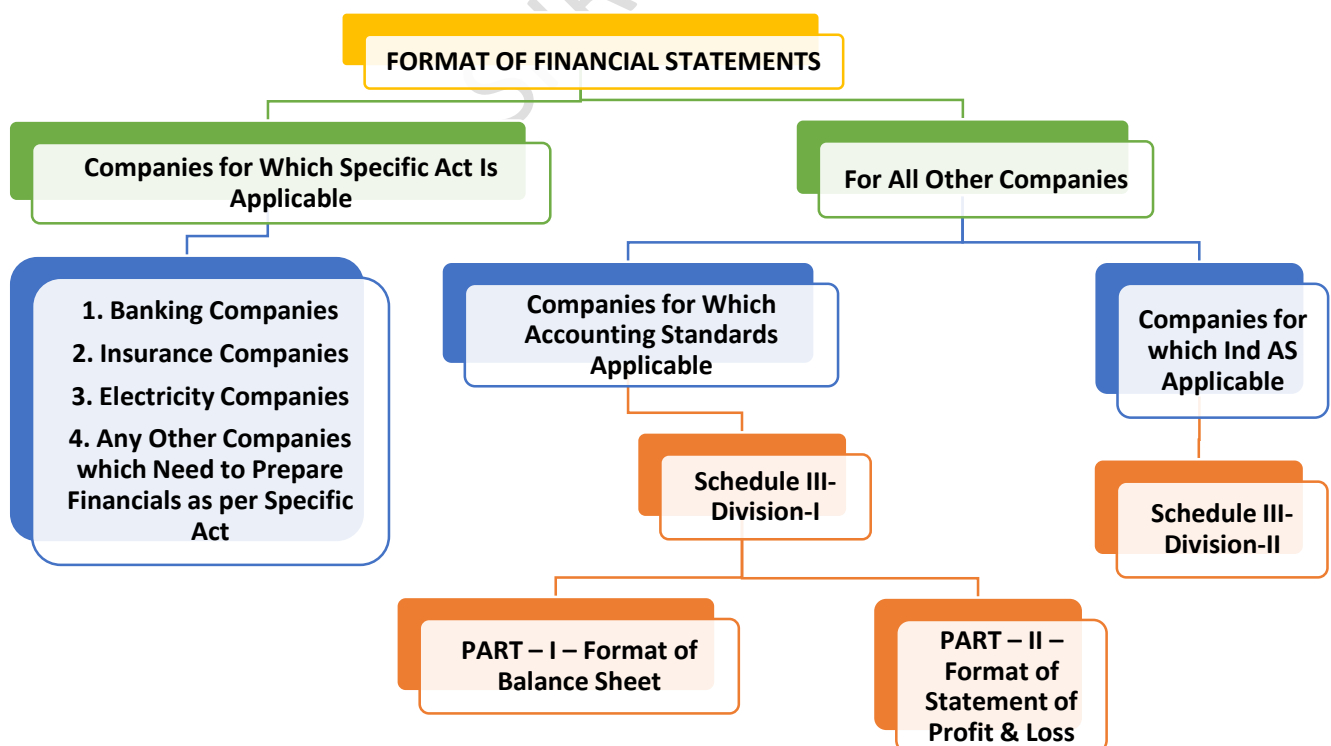 FORMAT OF FINANCIAL STATEMENTS
Companies for Which Specific Act Is
Applicable
For All Other Companies
1. Banking Companies
2. Insurance Companies
3. Electricity Companies
4. Any Other Companies
which Need to Prepare
Financials as per Specific
Act
Companies for Which
Accounting Standards
Applicable
Companies for
which Ind AS
Applicable
Schedule III-
Division-I
Schedule III-
Division-II
PART – I – Format of
Balance Sheet
PART – II –
Format of
Statement of
Profit & Loss